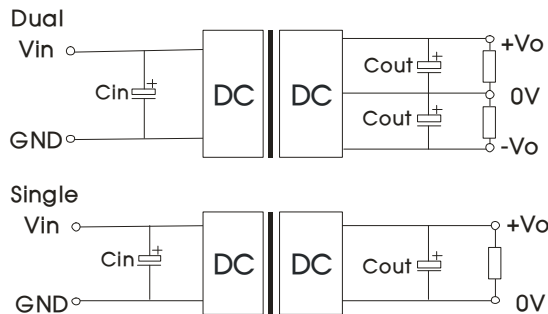 Dual
Vin
+Vo
Cout
+
Cin
+
DC
DC
0V
Cout
+
GND
-Vo
Single
Vin
+Vo
Cin
+
DC
DC
Cout
+
GND
0V